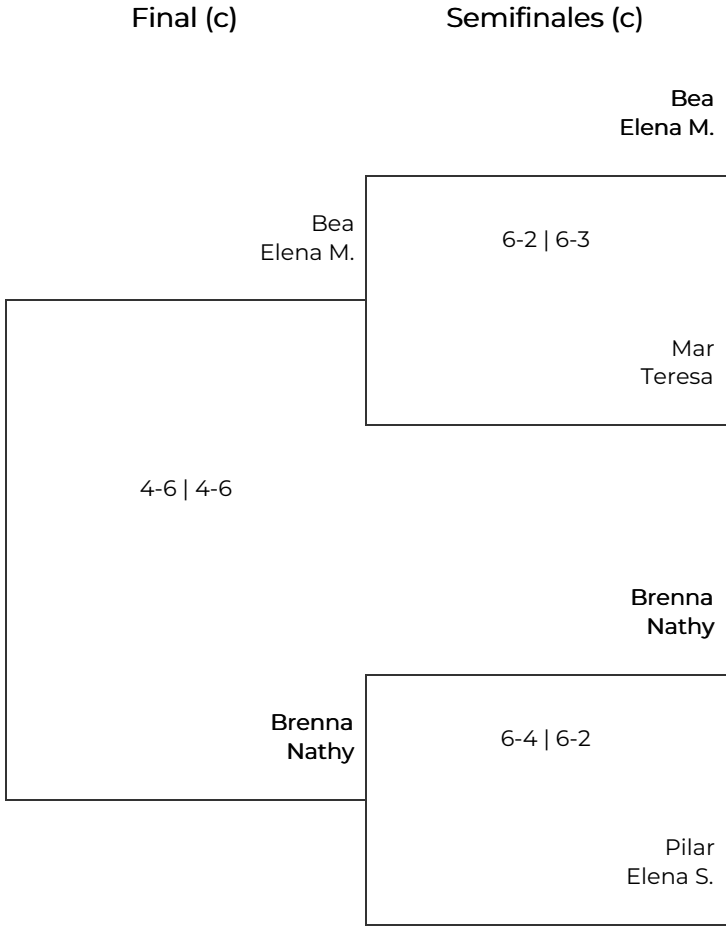 Final (c)
Semifinales (c)
Bea
Elena M.
Bea
Elena M.
6-2 | 6-3
Mar
Teresa
4-6 | 4-6
Brenna
Nathy
Brenna
Nathy
6-4 | 6-2
Pilar
Elena S.